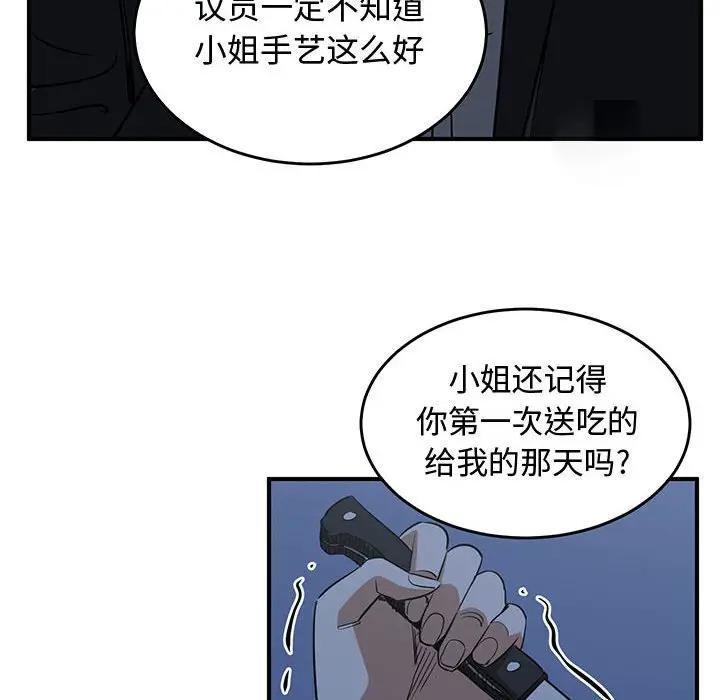 议员一定不知道
小姐手艺这么好
小姐还记得
你第一次送吃的
给我的那天吗?